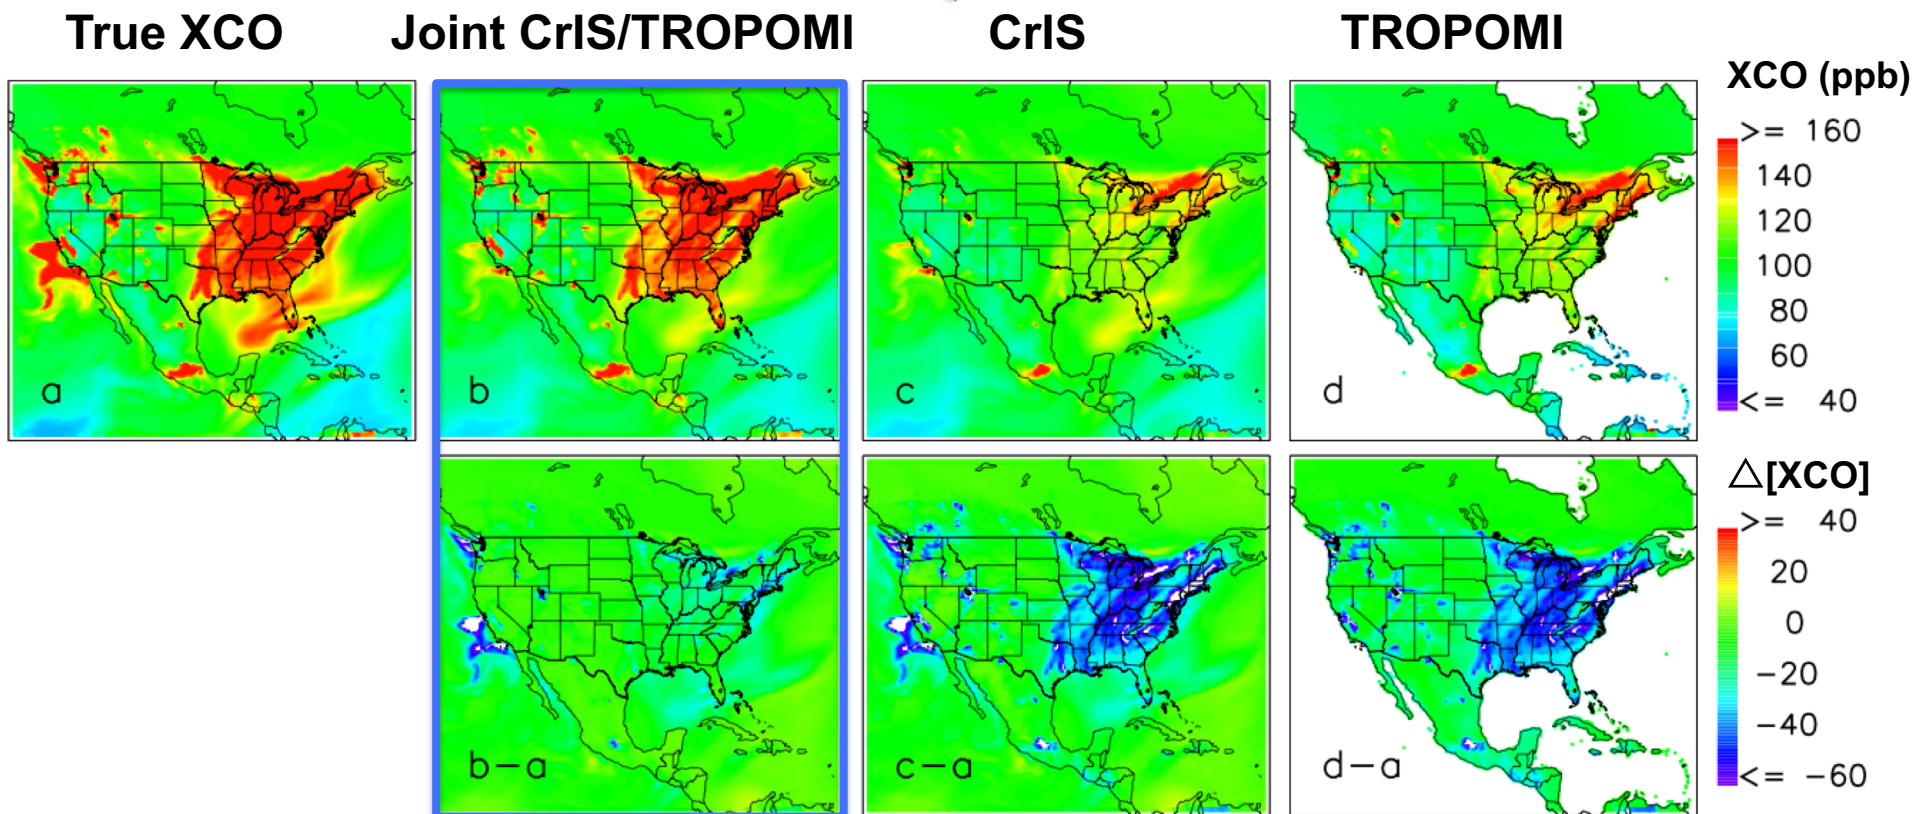 True XCO
Joint CrIS/TROPOMI
CrIS
TROPOMI
XCO (ppb)
>= 160
140
120
100
80
60
<= 40
a
b
c
d
△[XCO]
>= 40
20
0
−20
−40
<= −60
b−a
c−a
d−a